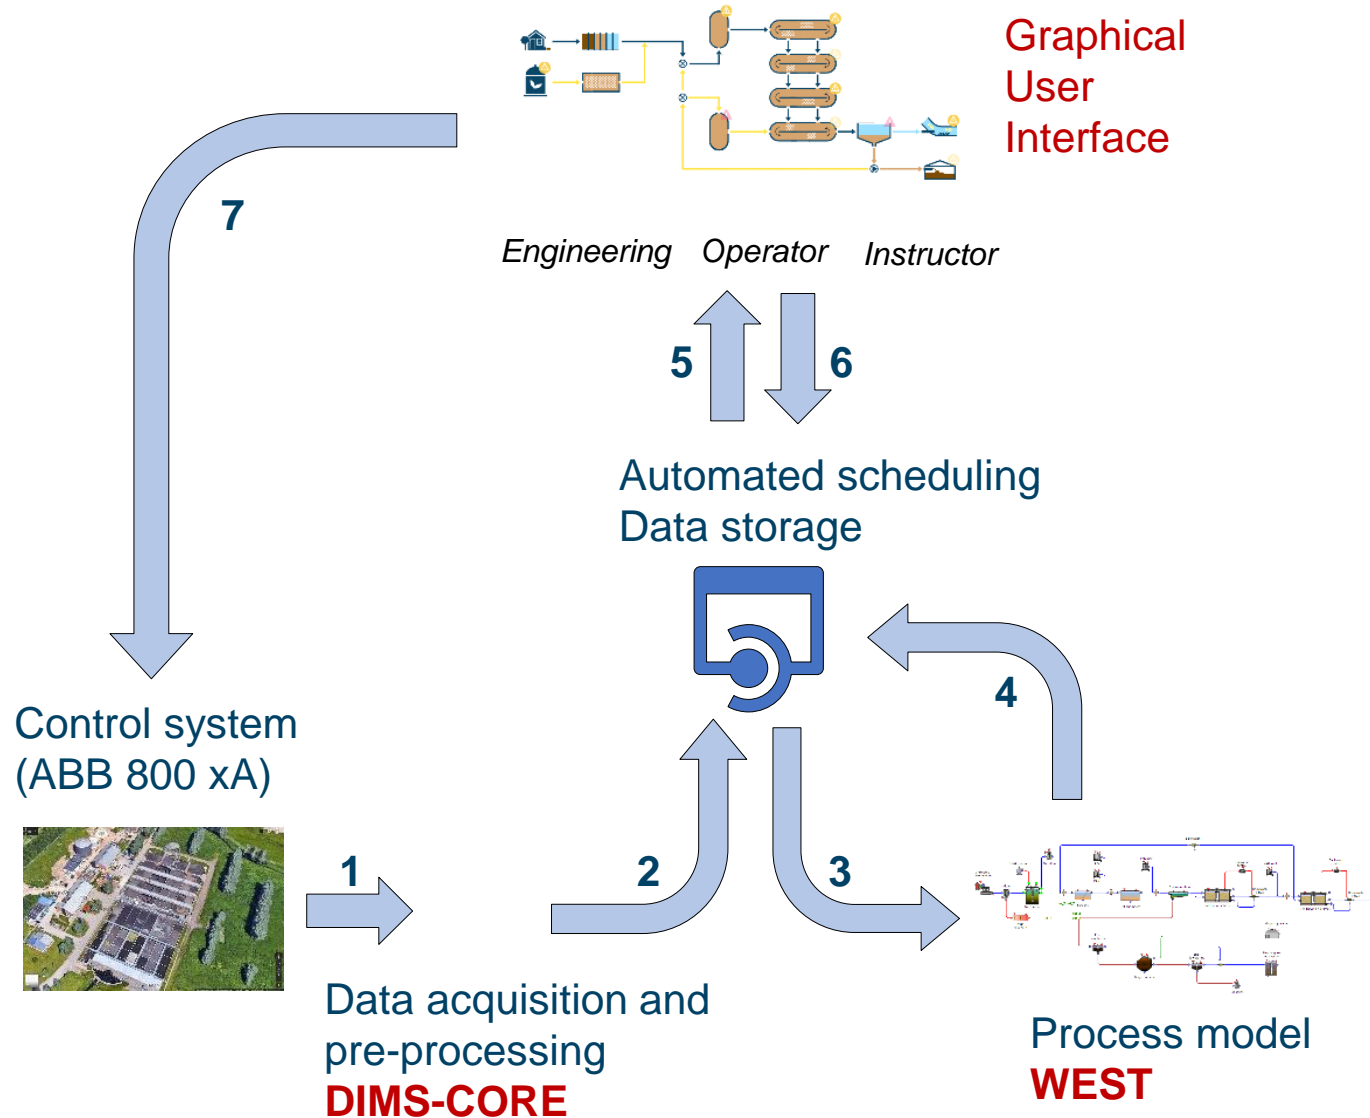 Graphical
User
Interface
7
Engineering Operator Instructor
5
6
Automated scheduling
Data storage
4
Control system
(ABB 800 xA)
1
2
3
Data acquisition and
pre-processing
DIMS-CORE
Process model
WEST